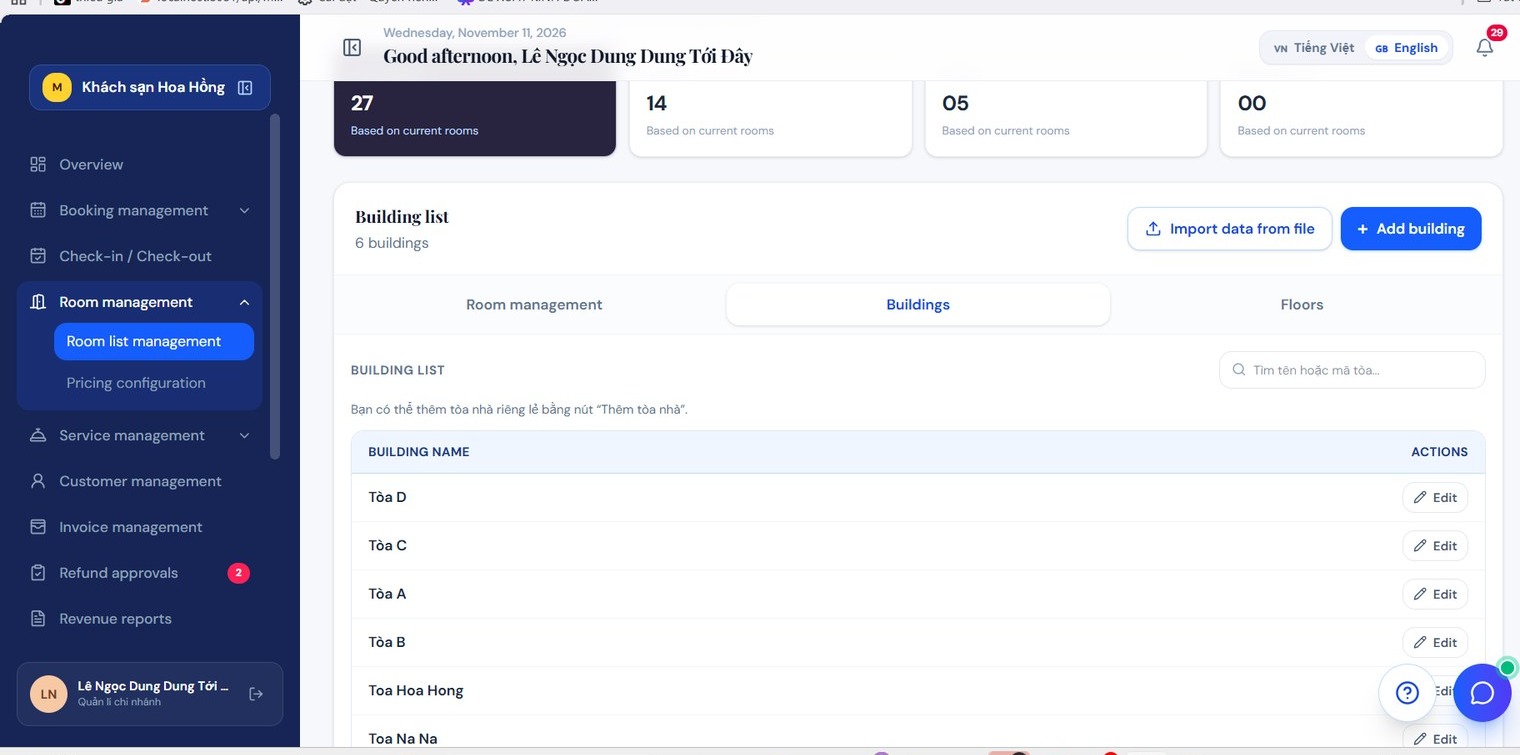 Wednesday, November 11, 2026
Good afternoon, Lê Ngọc Dung Dung Tới Đây
VN Tiếng Việt
GB English
29
M
Khách sạn Hoa Hồng
Overview
Booking management
Check-in / Check-out
Room management
Room list management
Pricing configuration
Service management
Customer management
Invoice management
Refund approvals
2
Revenue reports
LN
Lê Ngọc Dung Dung Tới ...
Quản lí chi nhánh
27
Based on current rooms
14
Based on current rooms
05
Based on current rooms
00
Based on current rooms
Building list
6 buildings
Import data from file
+ Add building
Room management
Buildings
Floors
BUILDING LIST
Tìm tên hoặc mã tòa...
Bạn có thể thêm tòa nhà riêng lẻ bằng nút “Thêm tòa nhà”.
BUILDING NAME
ACTIONS
Tòa D
Edit
Tòa C
Edit
Tòa A
Edit
Tòa B
Edit
Toa Hoa Hong
Edit
Toa Na Na
Edit